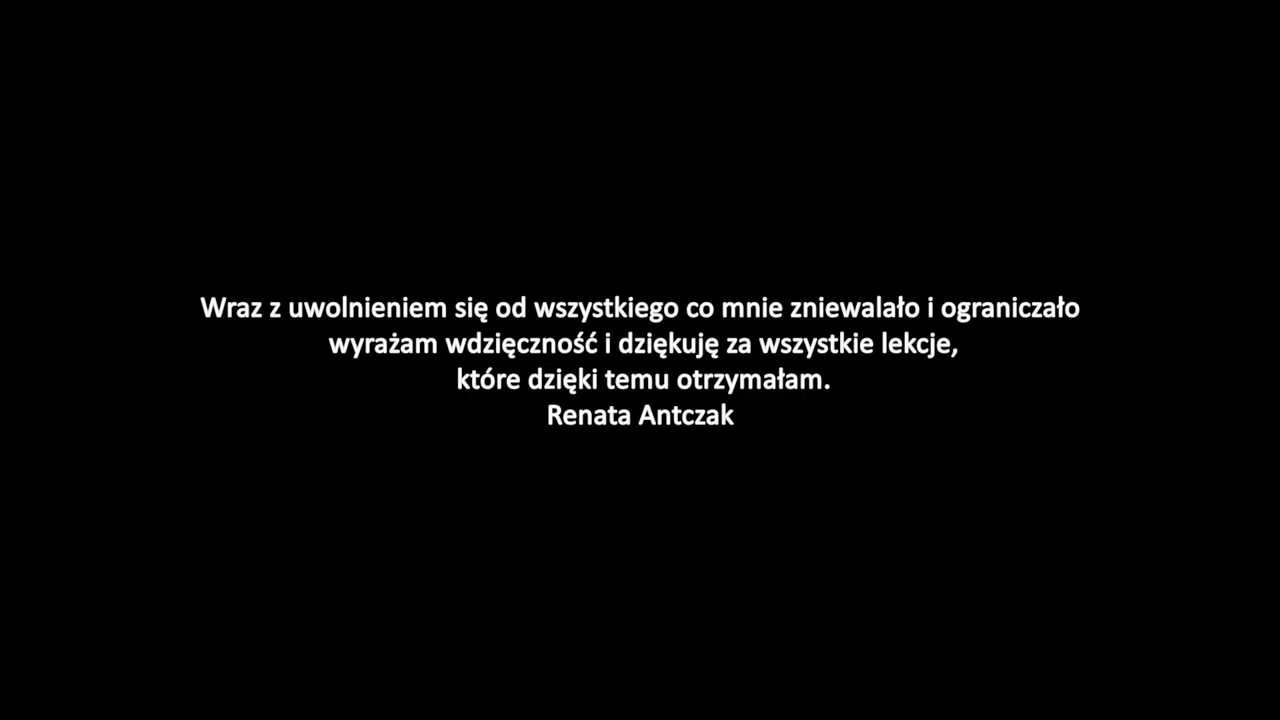 Wraz z uwolnieniem się od wszystkiego co mnie zniewalało i ograniczało
wyrażam wdzięczność i dziękuję za wszystkie lekcje,
które dzięki temu otrzymałam.
Renata Antczak